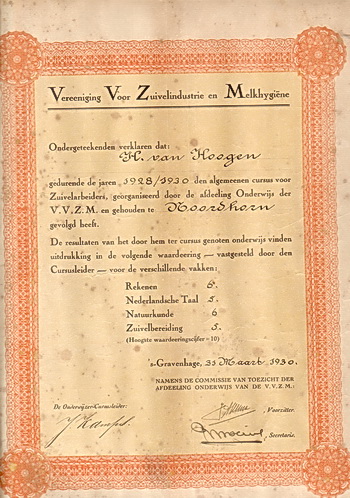 Vereeniging Voor Zuivelindustrie en Melkhygiëne
Ondergeteekenden verklaren dat:
H. van Hoogen
gedurende de jaren 1928/1930 den algemeenen cursus voor
Zuivelarbeiders, georganiseerd door de afdeeling Onderwijs der
V.V.Z.M. en gehouden te Noordhorn
gevolgd heeft.
De resultaten van het door hem ter cursus genoten onderwijs vinden
uitdrukking in de volgende waardeering — vastgesteld door den
Cursusleider — voor de verschillende vakken:
Rekenen 6
Nederlandsche Taal 5
Natuurkunde 6
Zuivelbereiding 5
(Hoogste waardeeringscijfer = 10)
's-Gravenhage, 31 Maart 1930.
NAMENS DE COMMISSIE VAN TOEZICHT DER
AFDEELING ONDERWIJS VAN DE V.V.Z.M.:
De Onderwijzer-Cursusleider:
, Voorzitter.
, Secretaris.